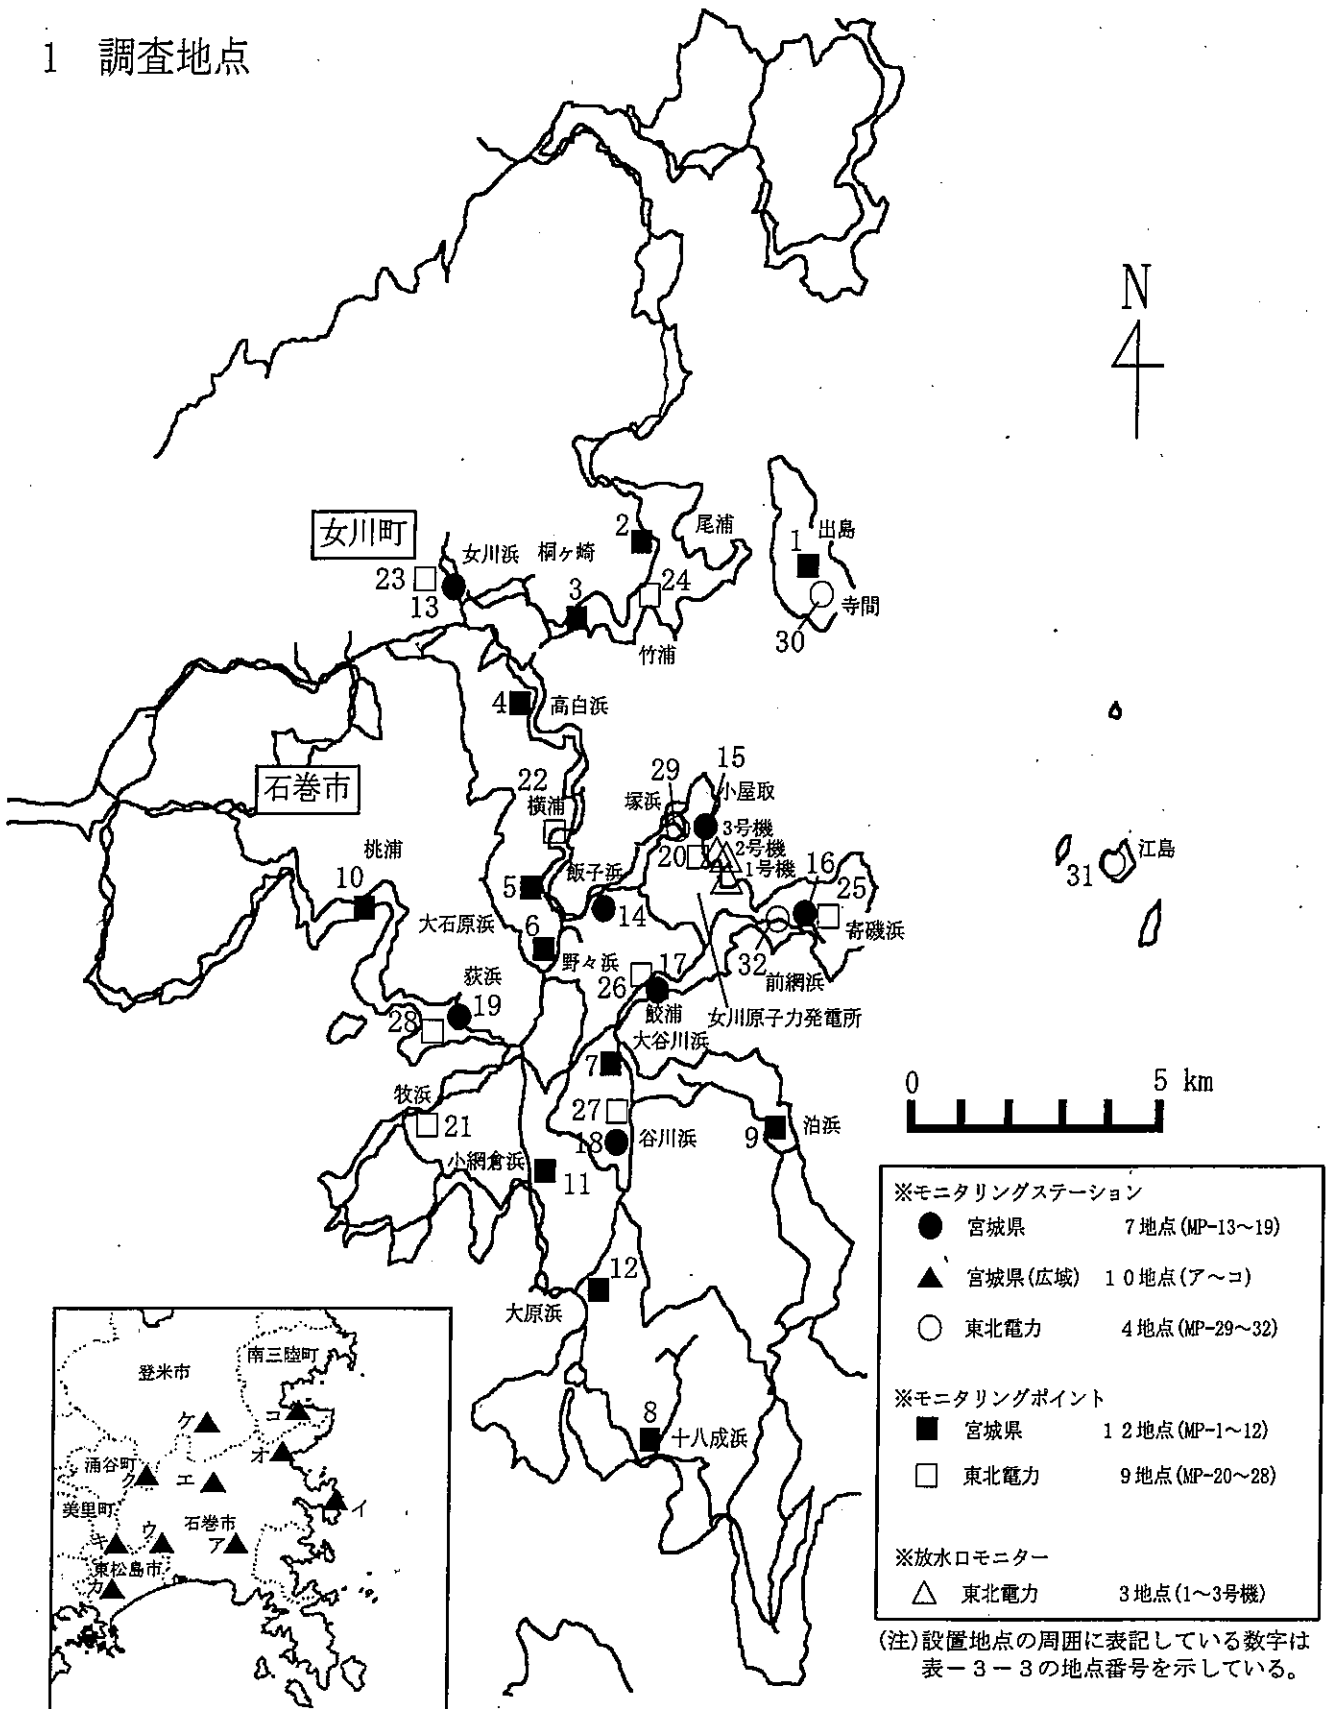 1 調査地点
N
女川町
女川浜
桐ヶ崎
2
尾浦
1
出島
23
13
3
24
寺間
30
竹浦
4
高白浜
石巻市
22
横浦
29
15
塚浜
小屋取
3号機
2号機
1号機
20
桃浦
10
5
飯子浜
14
16
25
寄磯浜
31
江島
大石原浜
6
野々浜
17
26
32
前網浜
荻浜
19
28
鮫浦
女川原子力発電所
大谷川浜
7
牧浜
21
27
18
谷川浜
9
泊浜
小網倉浜
11
12
大原浜
8
十八成浜
0 5 km
※モニタリングステーション
● 宮城県 7地点(MP-13～19)
▲ 宮城県(広域) 10地点(ア～コ)
○ 東北電力 4地点(MP-29～32)
※モニタリングポイント
■ 宮城県 12地点(MP-1～12)
□ 東北電力 9地点(MP-20～28)
※放水口モニター
△ 東北電力 3地点(1～3号機)
(注)設置地点の周囲に表記している数字は
表－3－3の地点番号を示している。
南三陸町
登米市
ケ
コ
オ
涌谷町
ク
エ
イ
美里町
石巻市
キ
ウ
ア
東松島市
カ